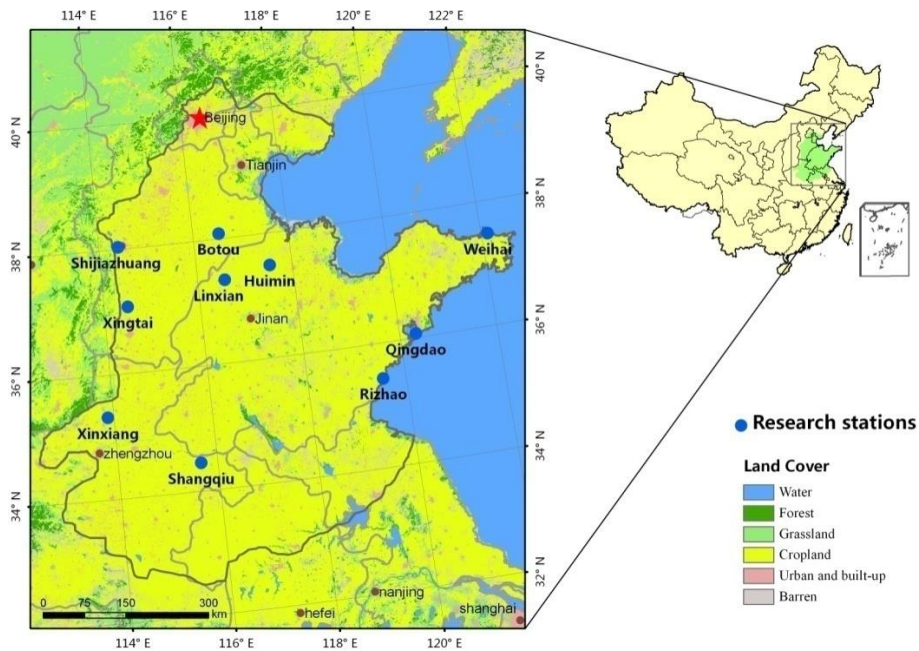 114° E
116° E
118° E
120° E
122° E
40° N
38° N
36° N
34° N
40° N
38° N
36° N
34° N
32° N
Beijing
Tianjin
Botou
Shijiazhuang
Huimin
Linxian
Weihai
Xingtai
Jinan
Qingdao
Rizhao
Xinxiang
zhengzhou
Shangqiu
nanjing
hefei
shanghai
0 75 150 300
km
114° E
116° E
118° E
120° E
122° E
Research stations
Land Cover
Water
Forest
Grassland
Cropland
Urban and built-up
Barren